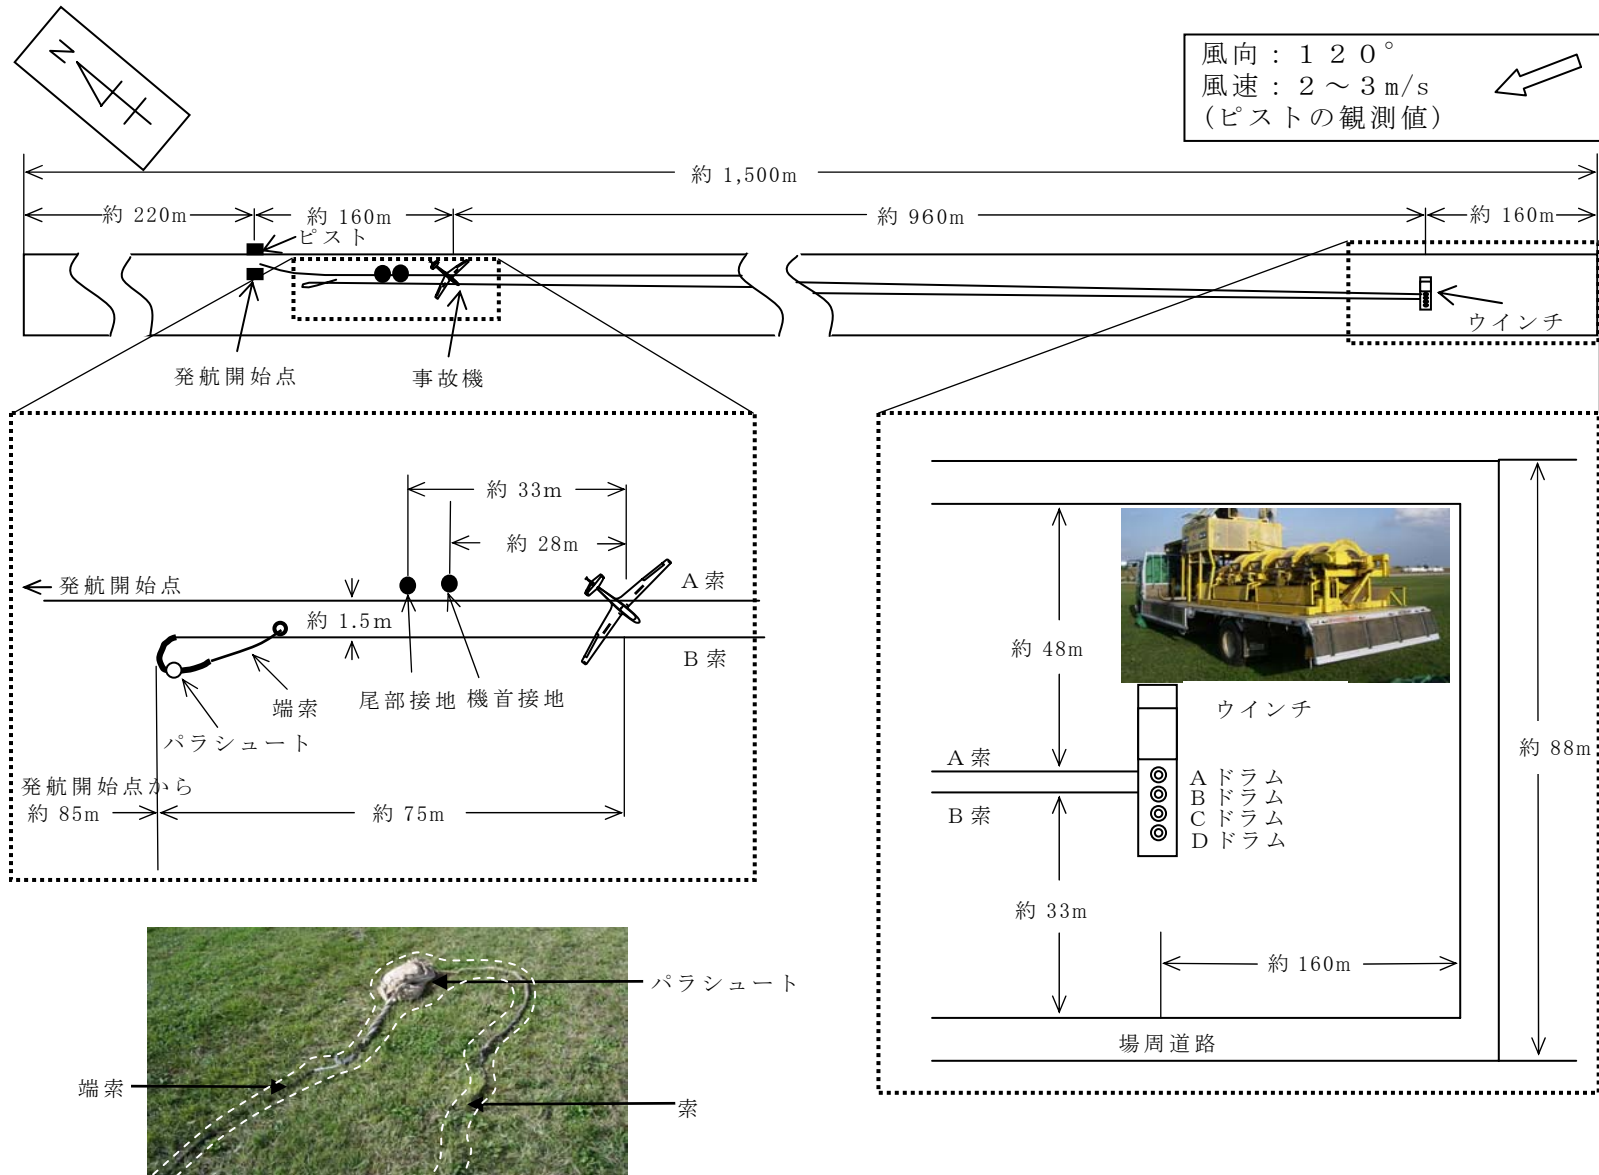 N
風向：１２０°
風速：２～３m/s
(ピストの観測値)
約 1,500m
約 220m
約 160m
約 960m
約 160m
ピスト
ウインチ
発航開始点
事故機
約 33m
約 28m
発航開始点
A 索
約 1.5m
B 索
端索
尾部接地
機首接地
パラシュート
発航開始点から
約 85m
約 75m
約 48m
ウインチ
約 88m
A 索
A ドラム
B ドラム
B 索
C ドラム
D ドラム
約 33m
約 160m
場周道路
パラシュート
端索
索